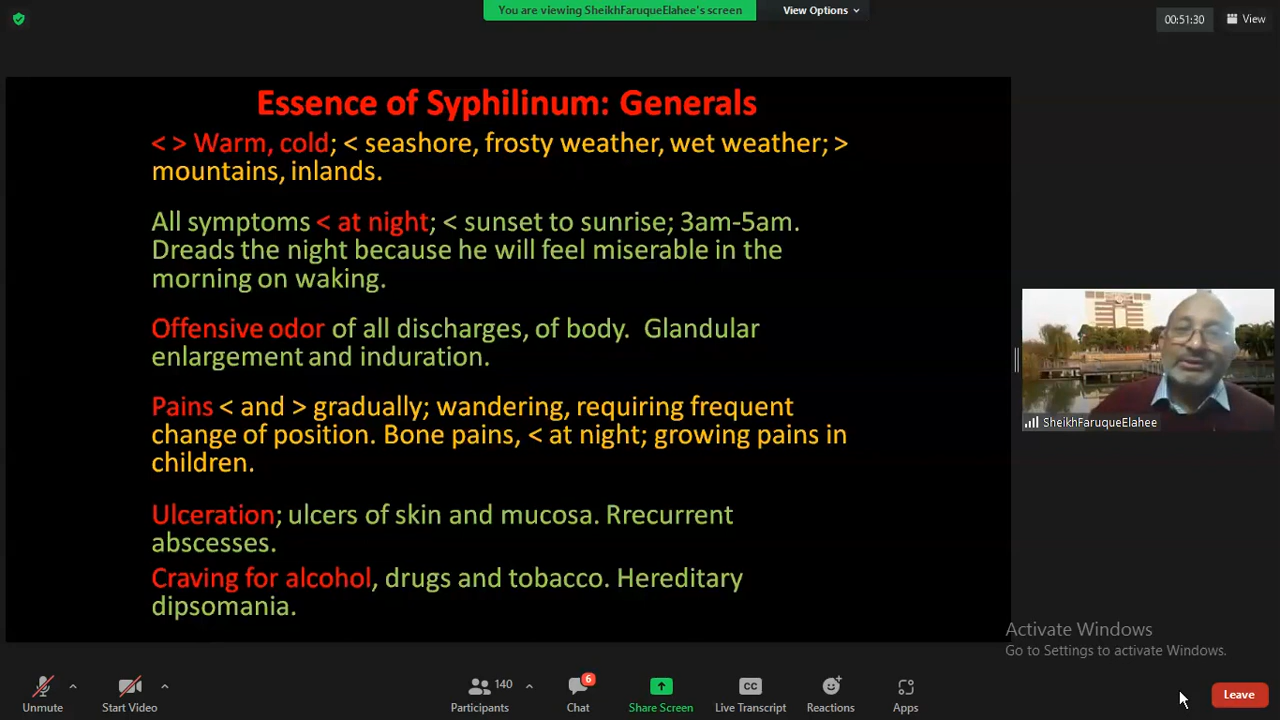 You are viewing SheikhFaruqueElahee's screen
View Options
00:51:30
View
Essence of Syphilinum: Generals
< > Warm, cold; < seashore, frosty weather, wet weather; >
mountains, inlands.
All symptoms < at night; < sunset to sunrise; 3am-5am.
Dreads the night because he will feel miserable in the
morning on waking.
Offensive odor of all discharges, of body. Glandular
enlargement and induration.
Pains < and > gradually; wandering, requiring frequent
change of position. Bone pains, < at night; growing pains in
children.
Ulceration; ulcers of skin and mucosa. Rrecurrent
abscesses.
Craving for alcohol, drugs and tobacco. Hereditary
dipsomania.
SheikhFaruqueElahee
Activate Windows
Go to Settings to activate Windows.
Unmute
Start Video
140
Participants
6
Chat
Share Screen
CC
Live Transcript
Reactions
Apps
Leave